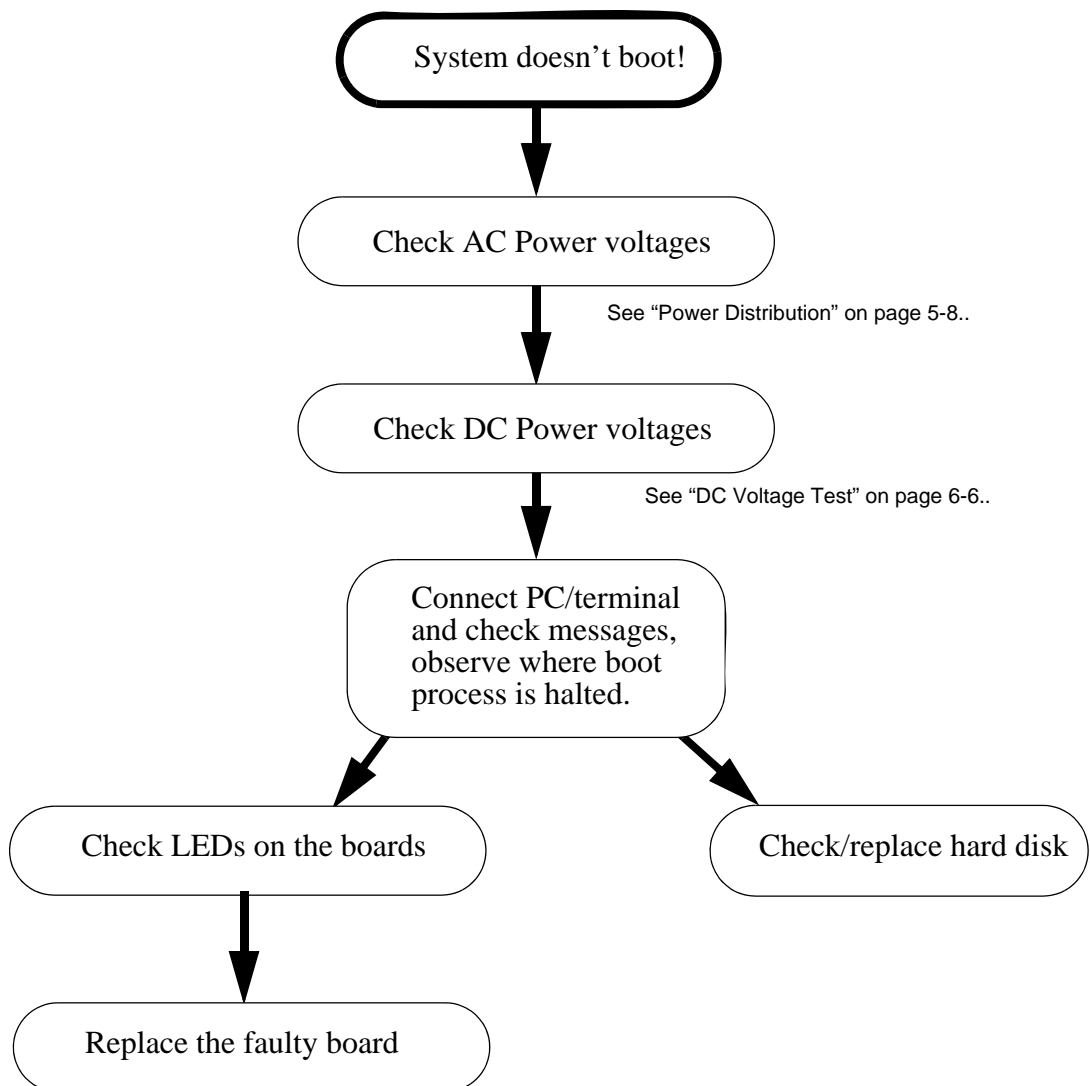 System doesn’t boot!
Check AC Power voltages
See “Power Distribution” on page 5-8..
Check DC Power voltages
See “DC Voltage Test” on page 6-6..
Connect PC/terminal
and check messages,
observe where boot
process is halted.
Check LEDs on the boards
Check/replace hard disk
Replace the faulty board